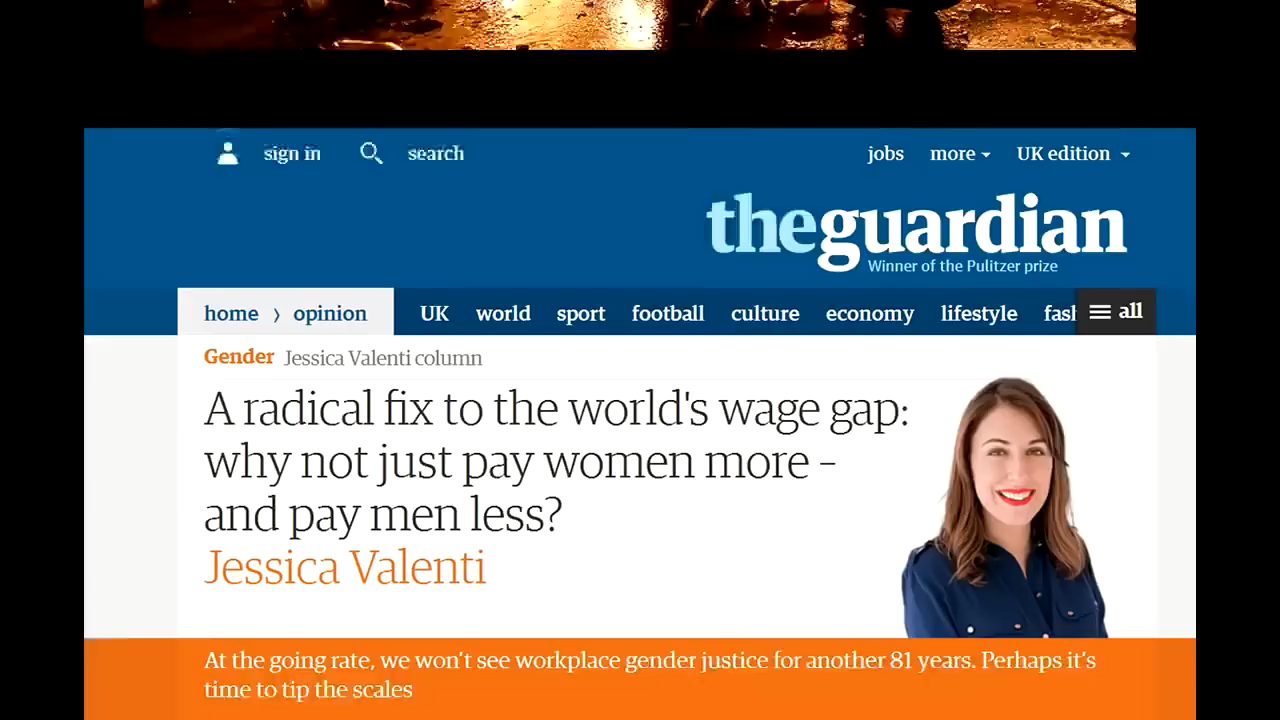 sign in search jobs more UK edition
theguardian
Winner of the Pulitzer prize
home › opinion UK world sport football culture economy lifestyle fas all
Gender Jessica Valenti column
A radical fix to the world's wage gap:
why not just pay women more –
and pay men less?
Jessica Valenti
At the going rate, we won't see workplace gender justice for another 81 years. Perhaps it's
time to tip the scales